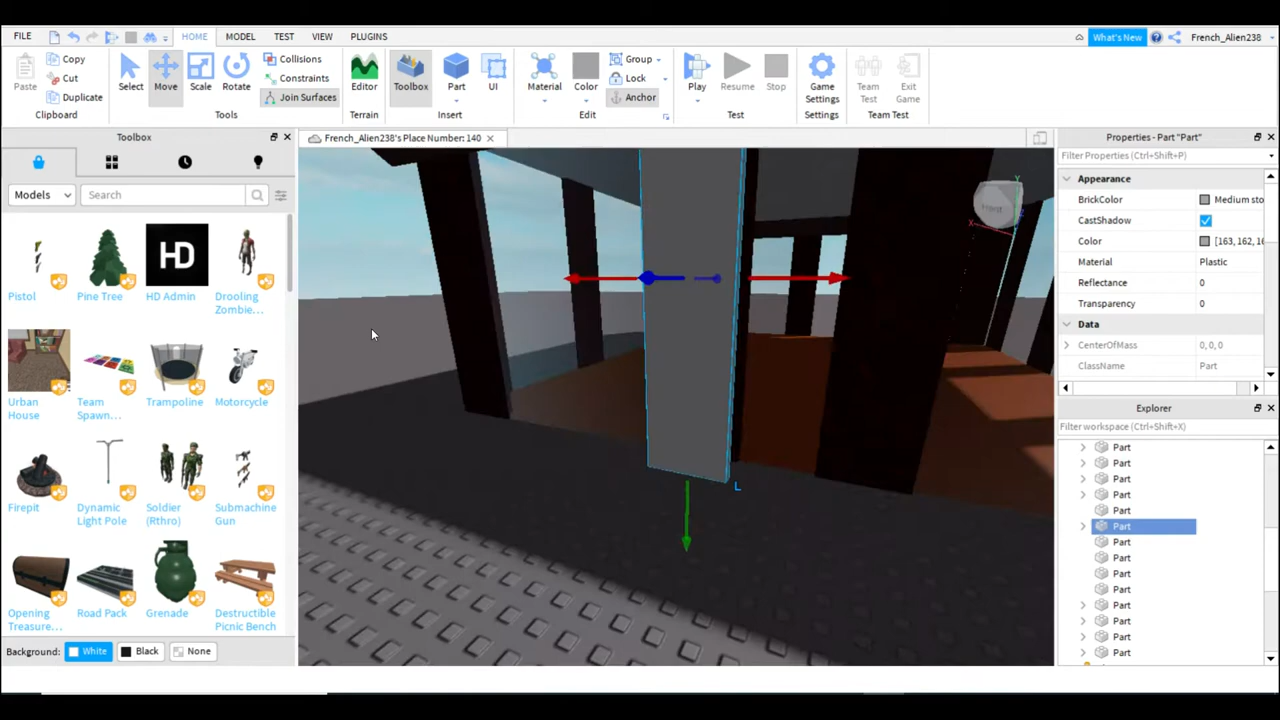 FILE HOME MODEL TEST VIEW PLUGINS What's New French_Alien238
Paste Copy Cut Duplicate Select Move Scale Rotate Collisions Constraints Join Surfaces Editor Toolbox Part UI Material Color Group Lock Anchor Play Resume Stop Game Settings Team Test Exit Game
Clipboard Tools Terrain Insert Edit Test Settings Team Test
Toolbox
French_Alien238's Place Number: 140
Models Search
Pistol Pine Tree HD HD Admin Drooling Zombie...
Urban House Team Spawn... Trampoline Motorcycle
Firepit Dynamic Light Pole Soldier (Rthro) Submachine Gun
Opening Treasure... Road Pack Grenade Destructible Picnic Bench
Background: White Black None
Front
X
Y
Z
L
Properties - Part "Part"
Filter Properties (Ctrl+Shift+P)
Appearance
BrickColor Medium sto
CastShadow
Color [163, 162, 16
Material Plastic
Reflectance 0
Transparency 0
Data
CenterOfMass 0, 0, 0
ClassName Part
Explorer
Filter workspace (Ctrl+Shift+X)
Part
Part
Part
Part
Part
Part
Part
Part
Part
Part
Part
Part
Part
Part